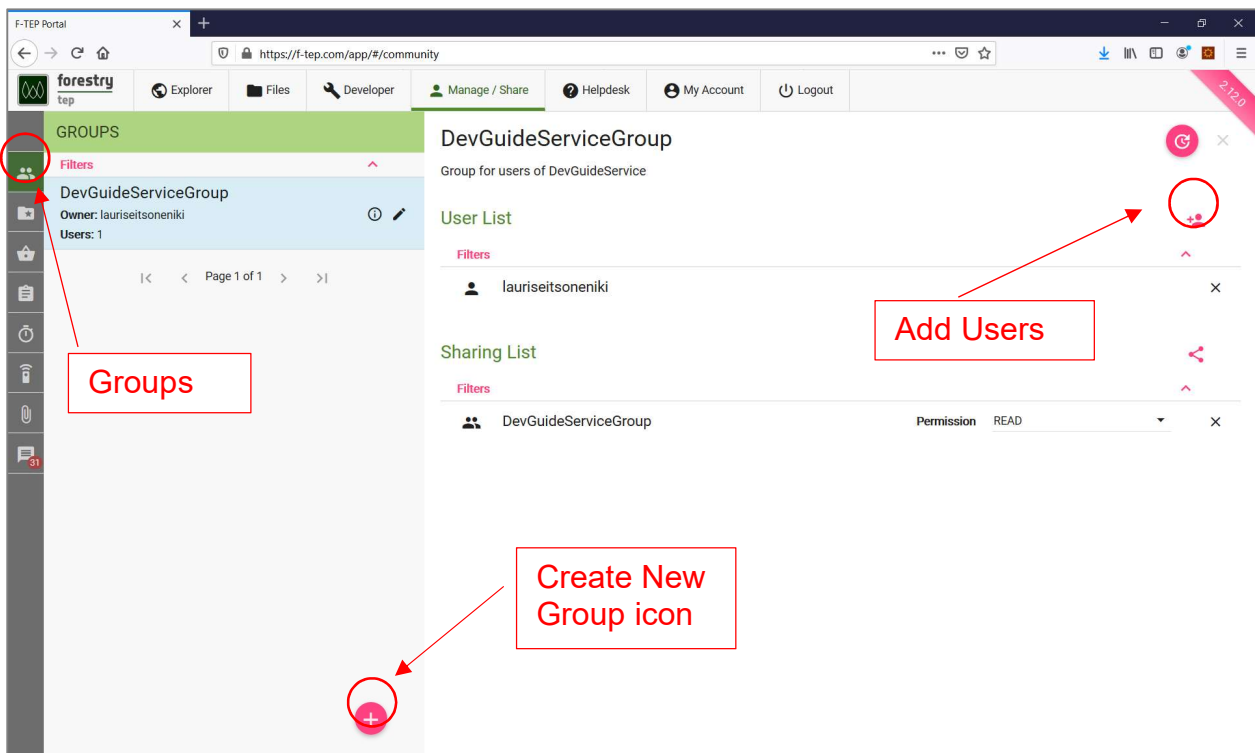 F-TEP Portal
https://f-tep.com/app/#/community
forestry
tep
Explorer
Files
Developer
Manage / Share
Helpdesk
My Account
Logout
2.12.0
GROUPS
Filters
DevGuideServiceGroup
Owner: lauriseitsoneniki
Users: 1
Page 1 of 1
31
DevGuideServiceGroup
Group for users of DevGuideService
User List
Filters
lauriseitsoneniki
Sharing List
Filters
DevGuideServiceGroup
Permission READ
Groups
Add Users
Create New
Group icon